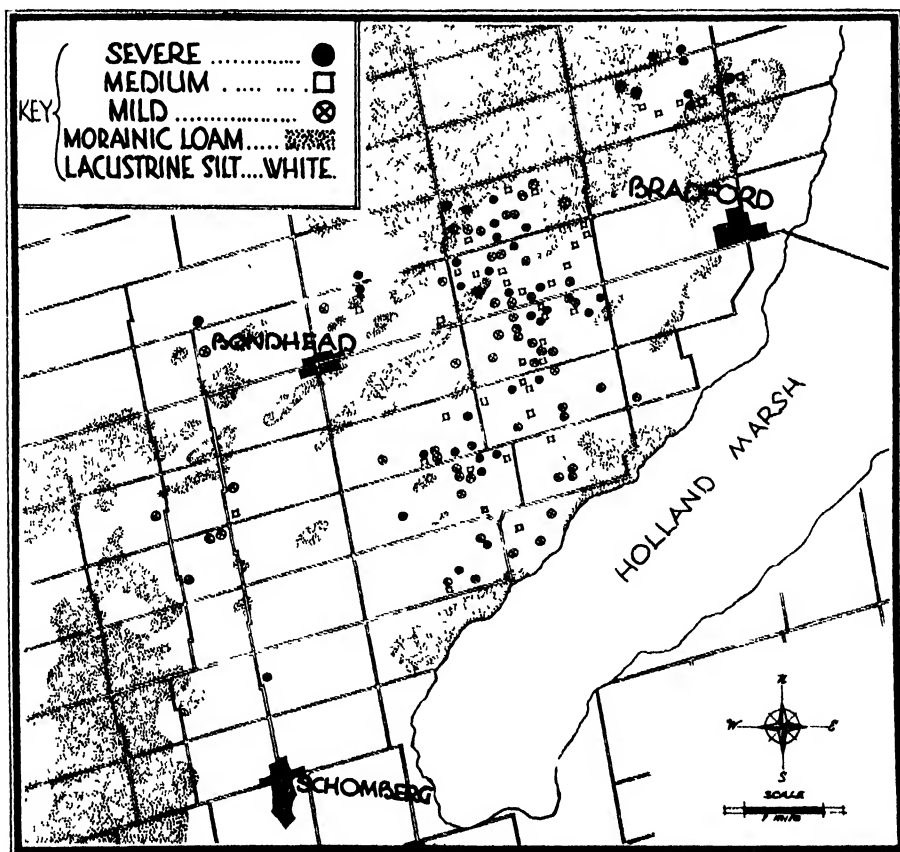 KEY
SEVERE ..............
MEDIUM ..... ... .
MILD ...................
MORAINIC LOAM.....
LACUSTRINE SILT....WHITE.
BRADFORD
BONDHEAD
HOLLAND MARSH
SCHOMBERG
N
W E
S
SCALE
1 mile